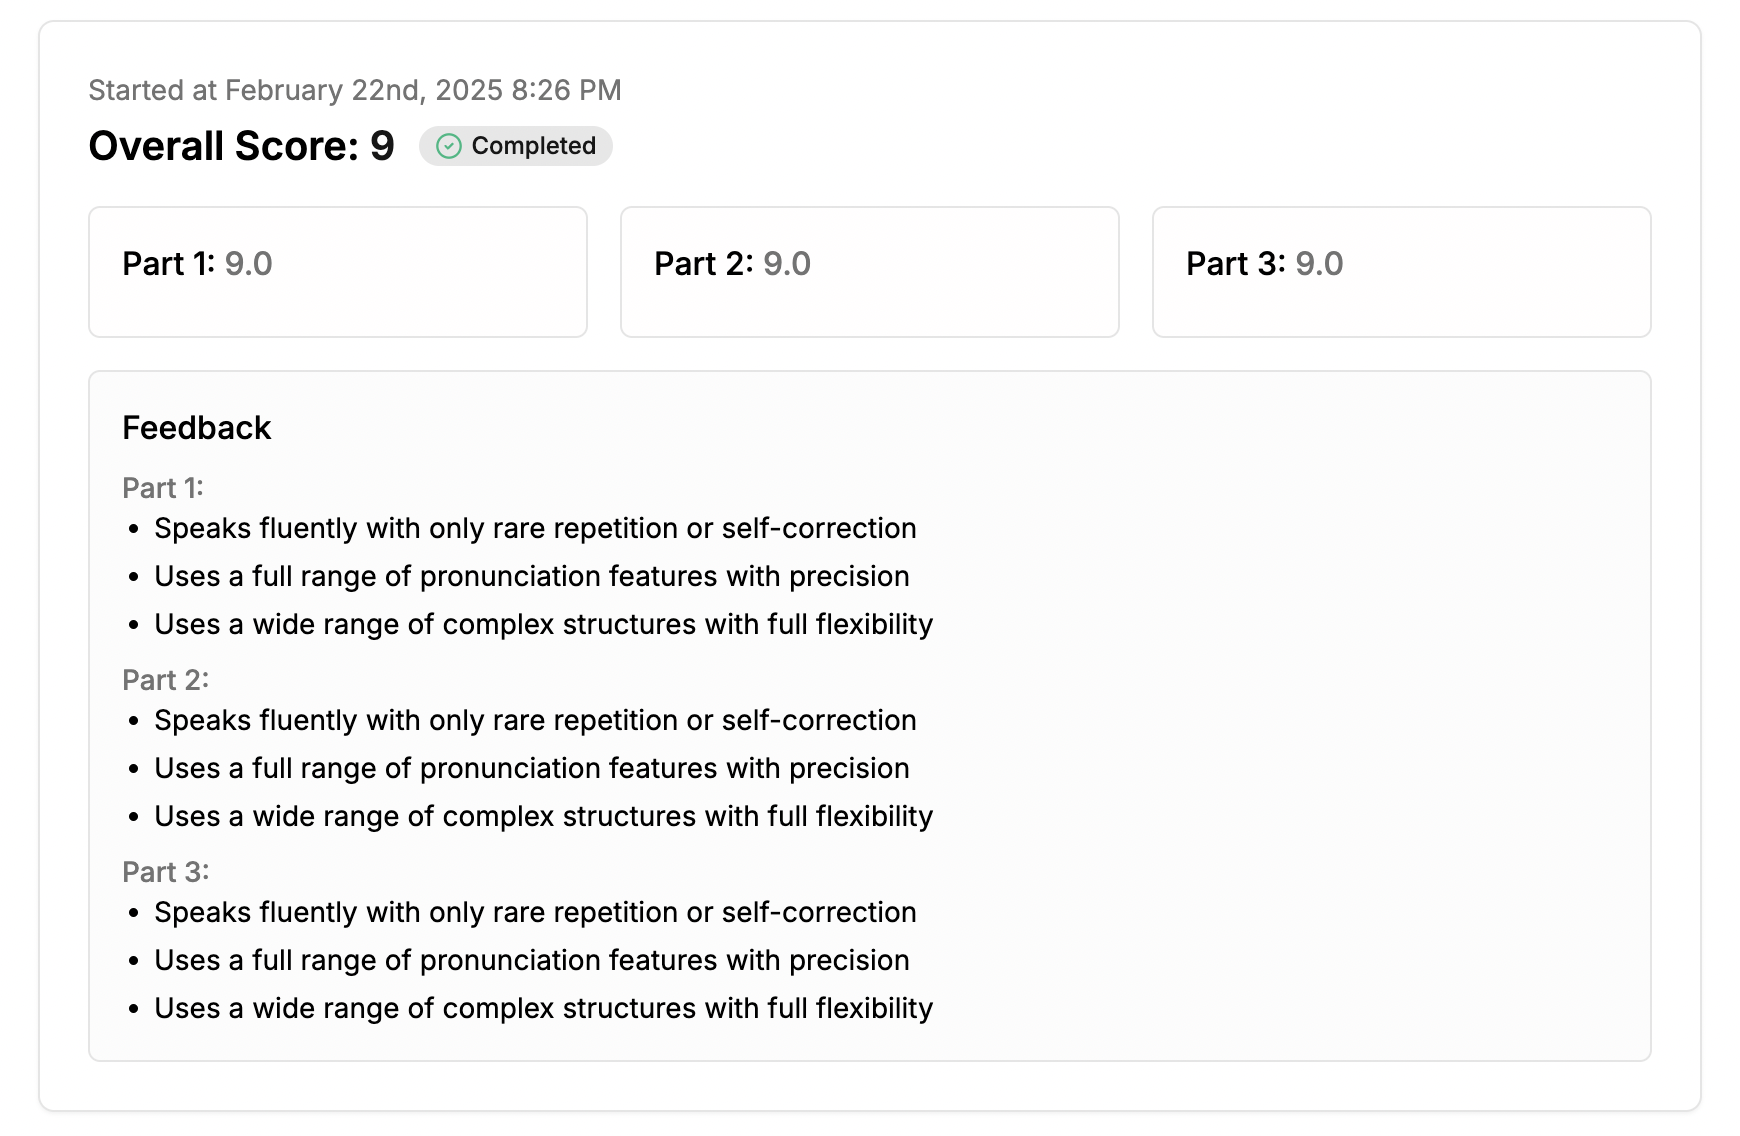 Started at February 22nd, 2025 8:26 PM
Overall Score: 9 Completed
Part 1: 9.0
Part 2: 9.0
Part 3: 9.0
Feedback
Part 1:
• Speaks fluently with only rare repetition or self-correction
• Uses a full range of pronunciation features with precision
• Uses a wide range of complex structures with full flexibility
Part 2:
• Speaks fluently with only rare repetition or self-correction
• Uses a full range of pronunciation features with precision
• Uses a wide range of complex structures with full flexibility
Part 3:
• Speaks fluently with only rare repetition or self-correction
• Uses a full range of pronunciation features with precision
• Uses a wide range of complex structures with full flexibility